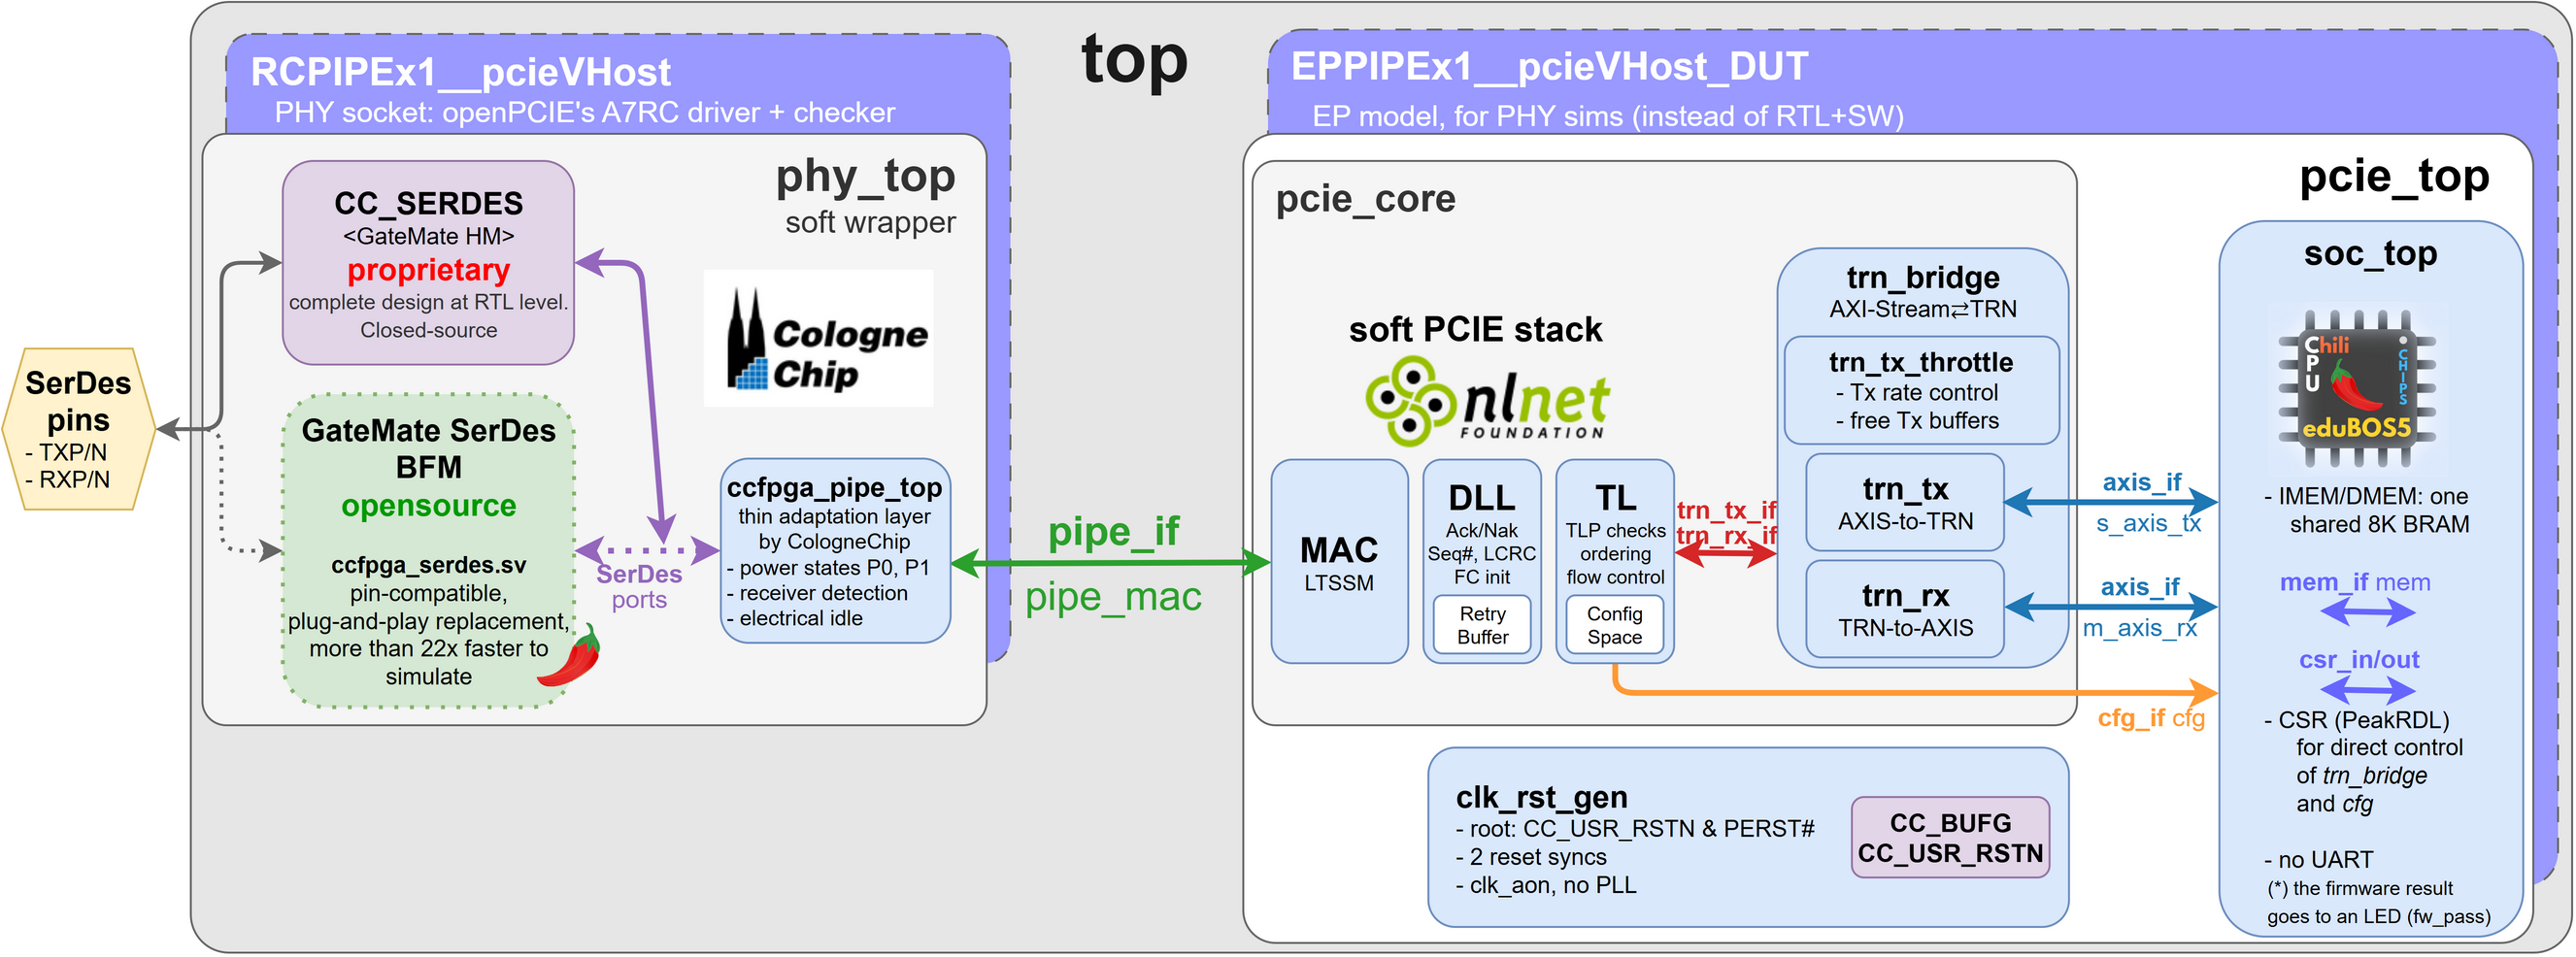 top
RCPIPEx1__pcieVHost
PHY socket: openPCIE's A7RC driver + checker
EPPIPEx1__pcieVHost_DUT
EP model, for PHY sims (instead of RTL+SW)
SerDes
pins
- TXP/N
- RXP/N
phy_top
soft wrapper
CC_SERDES
<GateMate HM>
proprietary
complete design at RTL level.
Closed-source
Cologne
Chip
GateMate SerDes
BFM
opensource
ccfpga_serdes.sv
pin-compatible,
plug-and-play replacement,
more than 22x faster to
simulate
SerDes
ports
ccfpga_pipe_top
thin adaptation layer
by CologneChip
- power states P0, P1
- receiver detection
- electrical idle
pipe_if
pipe_mac
pcie_top
pcie_core
soft PCIE stack
nlnet
FOUNDATION
MAC
LTSSM
DLL
Ack/Nak
Seq#, LCRC
FC init
Retry
Buffer
TL
TLP checks
ordering
flow control
Config
Space
trn_tx_if
trn_rx_if
trn_bridge
AXI-Stream⇄TRN
trn_tx_throttle
- Tx rate control
- free Tx buffers
trn_tx
AXIS-to-TRN
trn_rx
TRN-to-AXIS
axis_if
s_axis_tx
axis_if
m_axis_rx
cfg_if cfg
clk_rst_gen
- root: CC_USR_RSTN & PERST#
- 2 reset syncs
- clk_aon, no PLL
CC_BUFG
CC_USR_RSTN
soc_top
Chili
CPU
CHIPS
eduBOS5
- IMEM/DMEM: one
shared 8K BRAM
mem_if mem
csr_in/out
- CSR (PeakRDL)
for direct control
of trn_bridge
and cfg
- no UART
(*) the firmware result
goes to an LED (fw_pass)